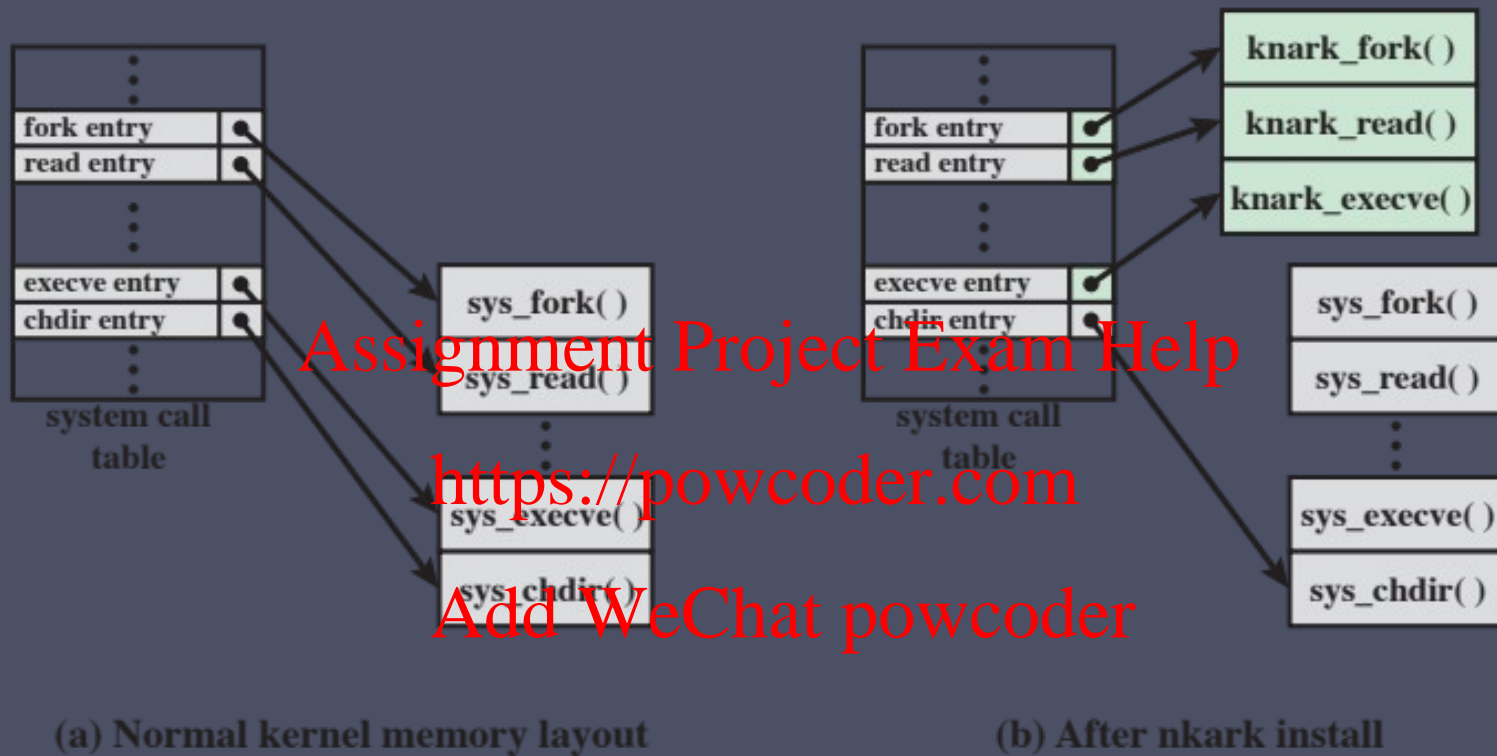 fork entry
read entry
execve entry
chdir entry
system call
table
sys_fork( )
sys_read( )
sys_execve( )
sys_chdir( )
(a) Normal kernel memory layout
fork entry
read entry
execve entry
chdir entry
system call
table
knark_fork( )
knark_read( )
knark_execve( )
sys_fork( )
sys_read( )
sys_execve( )
sys_chdir( )
(b) After nkark install
Assignment Project Exam Help
https://powcoder.com
Add WeChat powcoder